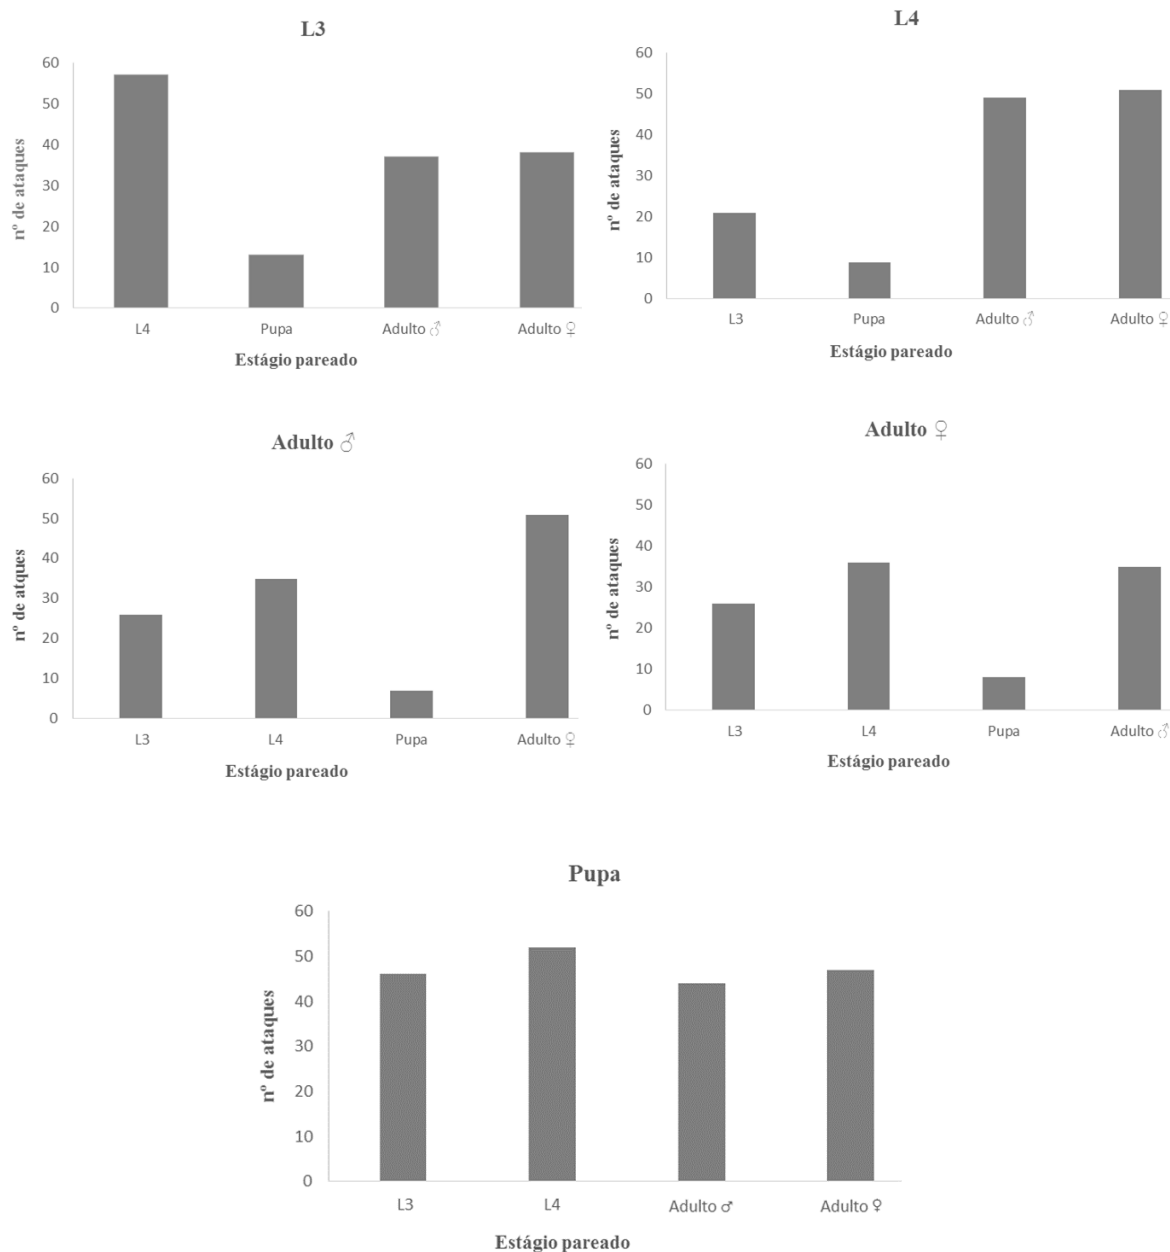 L3
nº de ataques
60
50
40
30
20
10
0
L4 Pupa Adulto ♂ Adulto ♀
Estágio pareado
L4
nº de ataques
60
50
40
30
20
10
0
L3 Pupa Adulto ♂ Adulto ♀
Estágio pareado
Adulto ♂
nº de atques
60
50
40
30
20
10
0
L3 L4 Pupa Adulto ♀
Estágio pareado
Adulto ♀
nº de ataques
60
50
40
30
20
10
0
L3 L4 Pupa Adulto ♂
Estágio pareado
Pupa
nº de ataques
60
50
40
30
20
10
0
L3 L4 Adulto ♂ Adulto ♀
Estágio pareado